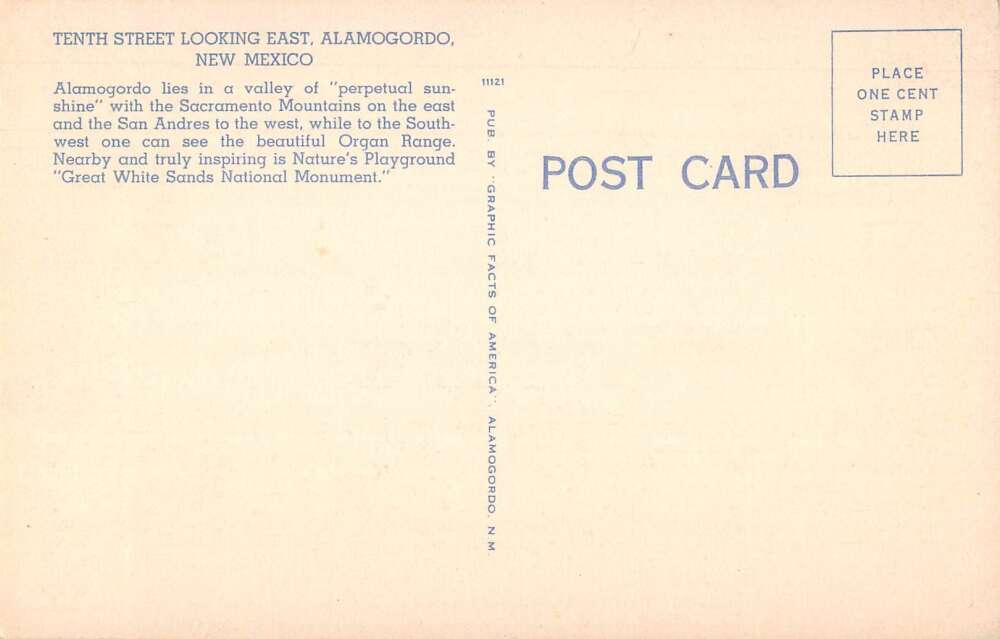 TENTH STREET LOOKING EAST, ALAMOGORDO,
NEW MEXICO
Alamogordo lies in a valley of "perpetual sun-
shine" with the Sacramento Mountains on the east
and the San Andres to the west, while to the South-
west one can see the beautiful Organ Range.
Nearby and truly inspiring is Nature's Playground
"Great White Sands National Monument."
11121
PUB. BY "GRAPHIC FACTS OF AMERICA", ALAMOGORDO, N. M.
POST CARD
PLACE
ONE CENT
STAMP
HERE